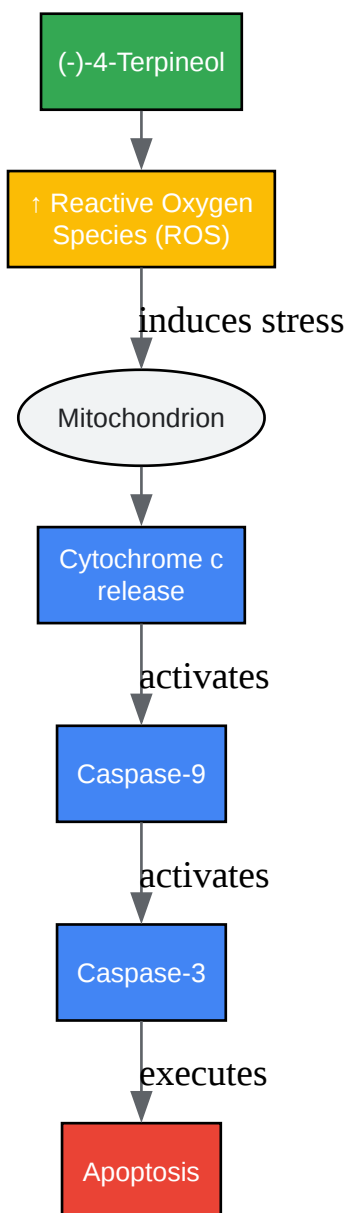 (-)-4-Terpineol
↑ Reactive Oxygen
Species (ROS)
induces stress
Mitochondrion
Cytochrome c
release
activates
Caspase-9
activates
Caspase-3
executes
Apoptosis